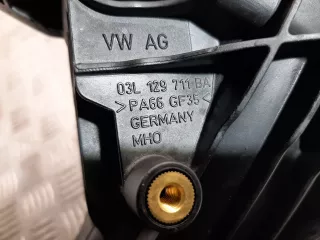 VW AG
03L 129 711 BA
>PA66 GF35<
GERMANY
MHO